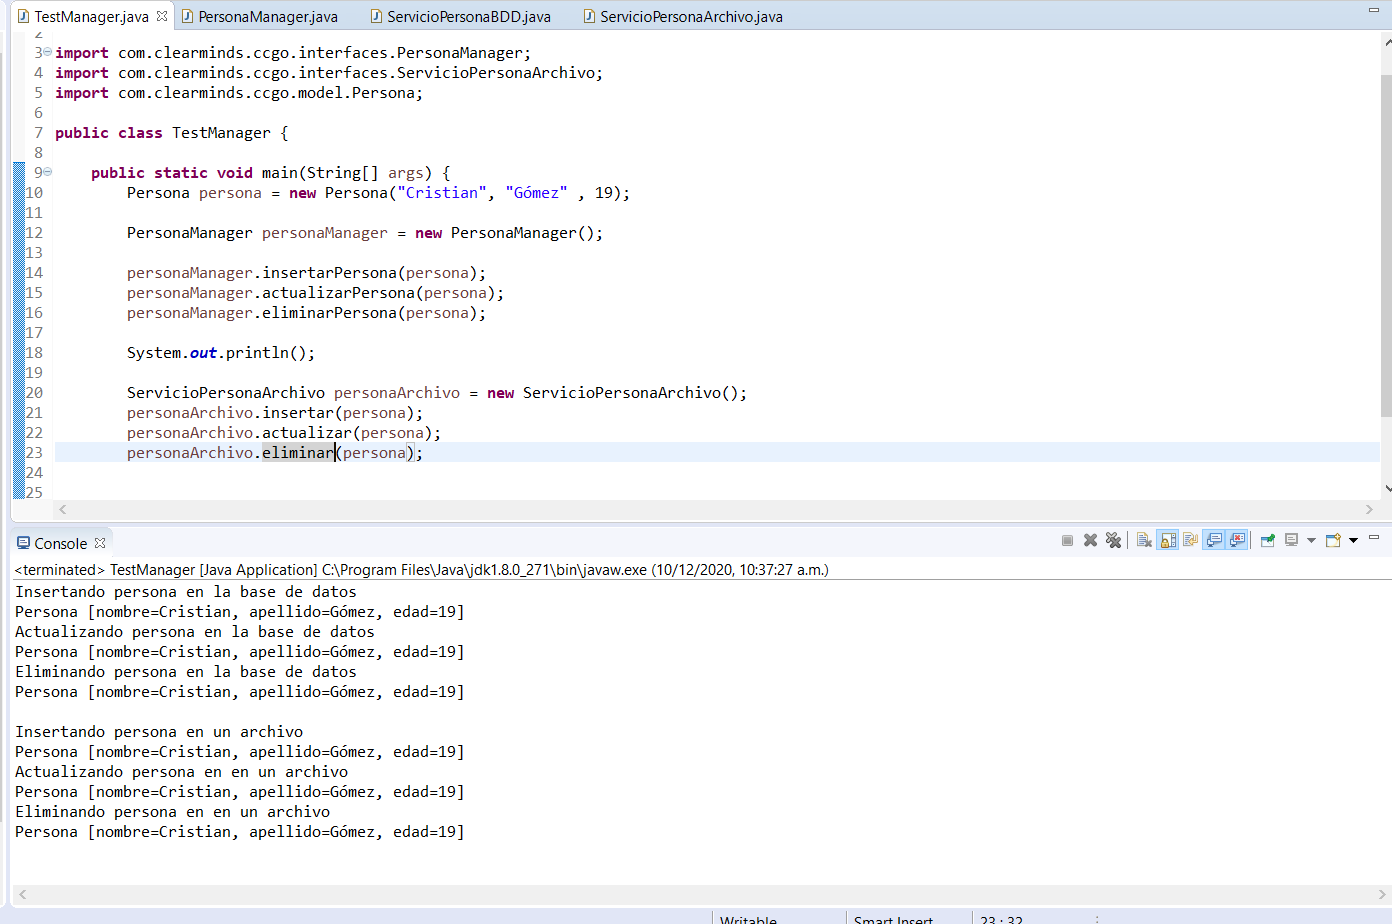 TestManager.java
PersonaManager.java
ServicioPersonaBDD.java
ServicioPersonaArchivo.java
2
3 import com.clearminds.ccgo.interfaces.PersonaManager;
4 import com.clearminds.ccgo.interfaces.ServicioPersonaArchivo;
5 import com.clearminds.ccgo.model.Persona;
6
7 public class TestManager {
8
9 public static void main(String[] args) {
10 Persona persona = new Persona("Cristian", "Gómez" , 19);
11
12 PersonaManager personaManager = new PersonaManager();
13
14 personaManager.insertarPersona(persona);
15 personaManager.actualizarPersona(persona);
16 personaManager.eliminarPersona(persona);
17
18 System.out.println();
19
20 ServicioPersonaArchivo personaArchivo = new ServicioPersonaArchivo();
21 personaArchivo.insertar(persona);
22 personaArchivo.actualizar(persona);
23 personaArchivo.eliminar(persona);
24
25
Console
<terminated> TestManager [Java Application] C:\Program Files\Java\jdk1.8.0_271\bin\javaw.exe (10/12/2020, 10:37:27 a.m.)
Insertando persona en la base de datos
Persona [nombre=Cristian, apellido=Gómez, edad=19]
Actualizando persona en la base de datos
Persona [nombre=Cristian, apellido=Gómez, edad=19]
Eliminando persona en la base de datos
Persona [nombre=Cristian, apellido=Gómez, edad=19]
Insertando persona en un archivo
Persona [nombre=Cristian, apellido=Gómez, edad=19]
Actualizando persona en en un archivo
Persona [nombre=Cristian, apellido=Gómez, edad=19]
Eliminando persona en en un archivo
Persona [nombre=Cristian, apellido=Gómez, edad=19]
Writable
Smart Insert
23 : 32